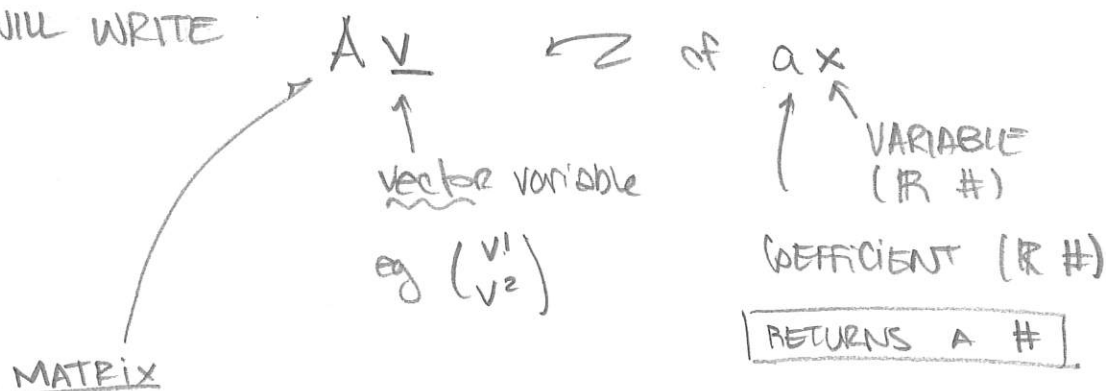 WILL WRITE
A v of a x
vector variable
eg (v¹ v²)
VARIABLE
(ℝ #)
COEFFICIENT (ℝ #)
RETURNS A #
MATRIX